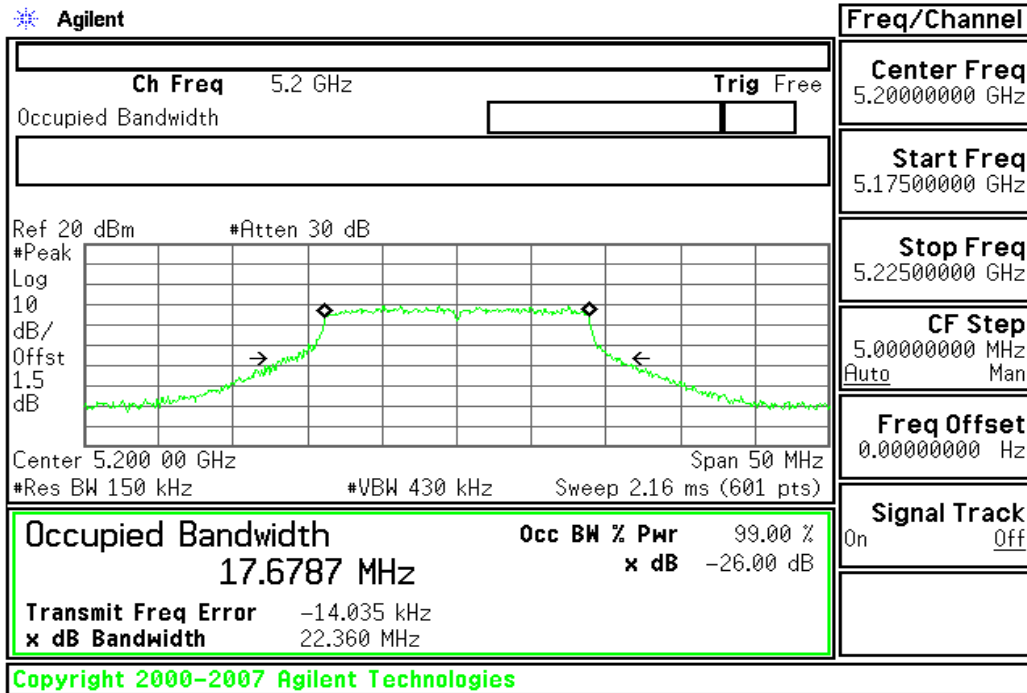 Agilent
Freq/Channel
Ch Freq 5.2 GHz Trig Free
Occupied Bandwidth
Center Freq
5.20000000 GHz
Start Freq
5.17500000 GHz
Stop Freq
5.22500000 GHz
CF Step
5.00000000 MHz
Auto Man
Freq Offset
0.00000000 Hz
Signal Track
On Off
Ref 20 dBm #Atten 30 dB
#Peak
Log
10
dB/
Offst
1.5
dB
Center 5.200 00 GHz Span 50 MHz
#Res BW 150 kHz #VBW 430 kHz Sweep 2.16 ms (601 pts)
Occupied Bandwidth
17.6787 MHz
Occ BW % Pwr 99.00 %
x dB -26.00 dB
Transmit Freq Error -14.035 kHz
x dB Bandwidth 22.360 MHz
Copyright 2000-2007 Agilent Technologies